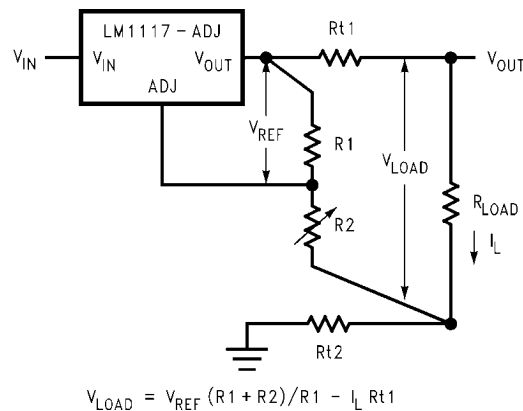 LM1117-ADJ
Rt1
V_IN
V_IN
V_OUT
V_OUT
ADJ
V_REF
R1
V_LOAD
R2
R_LOAD
I_L
Rt2
V_LOAD = V_REF (R1 + R2)/R1 - I_L Rt1